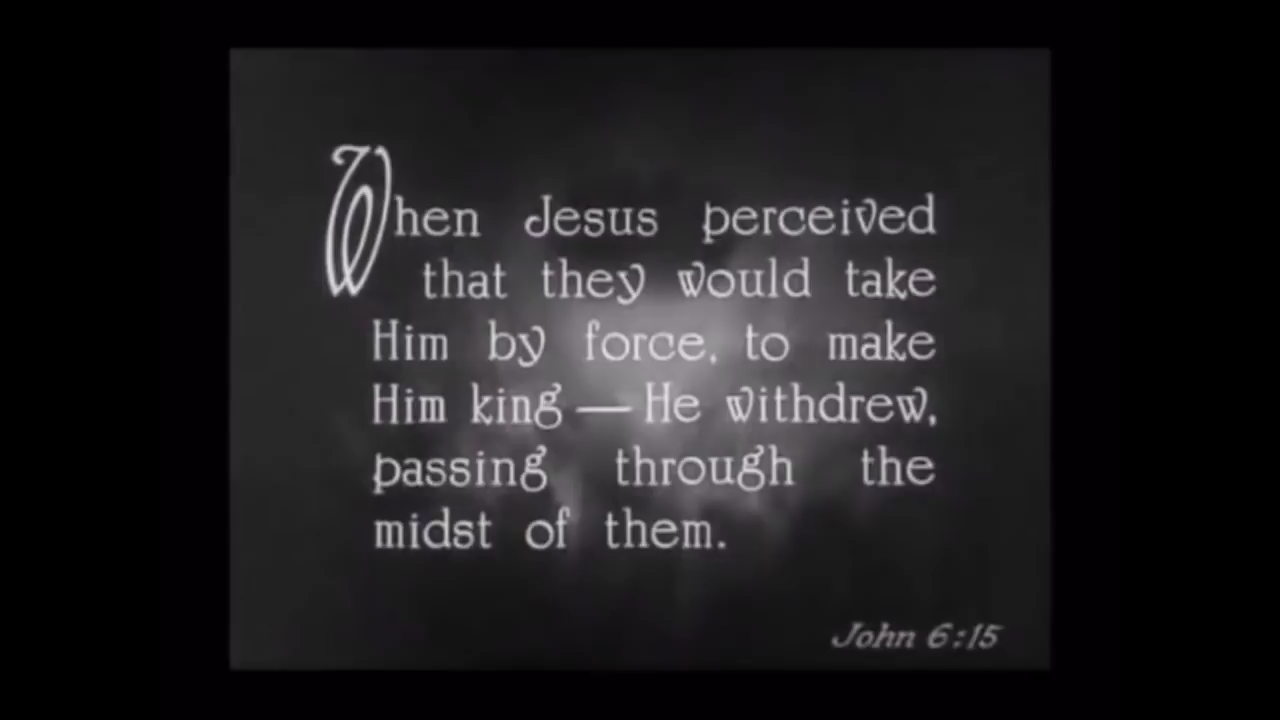 When Jesus perceived
that they would take
Him by force, to make
Him king — He withdrew,
passing through the
midst of them.
John 6:15